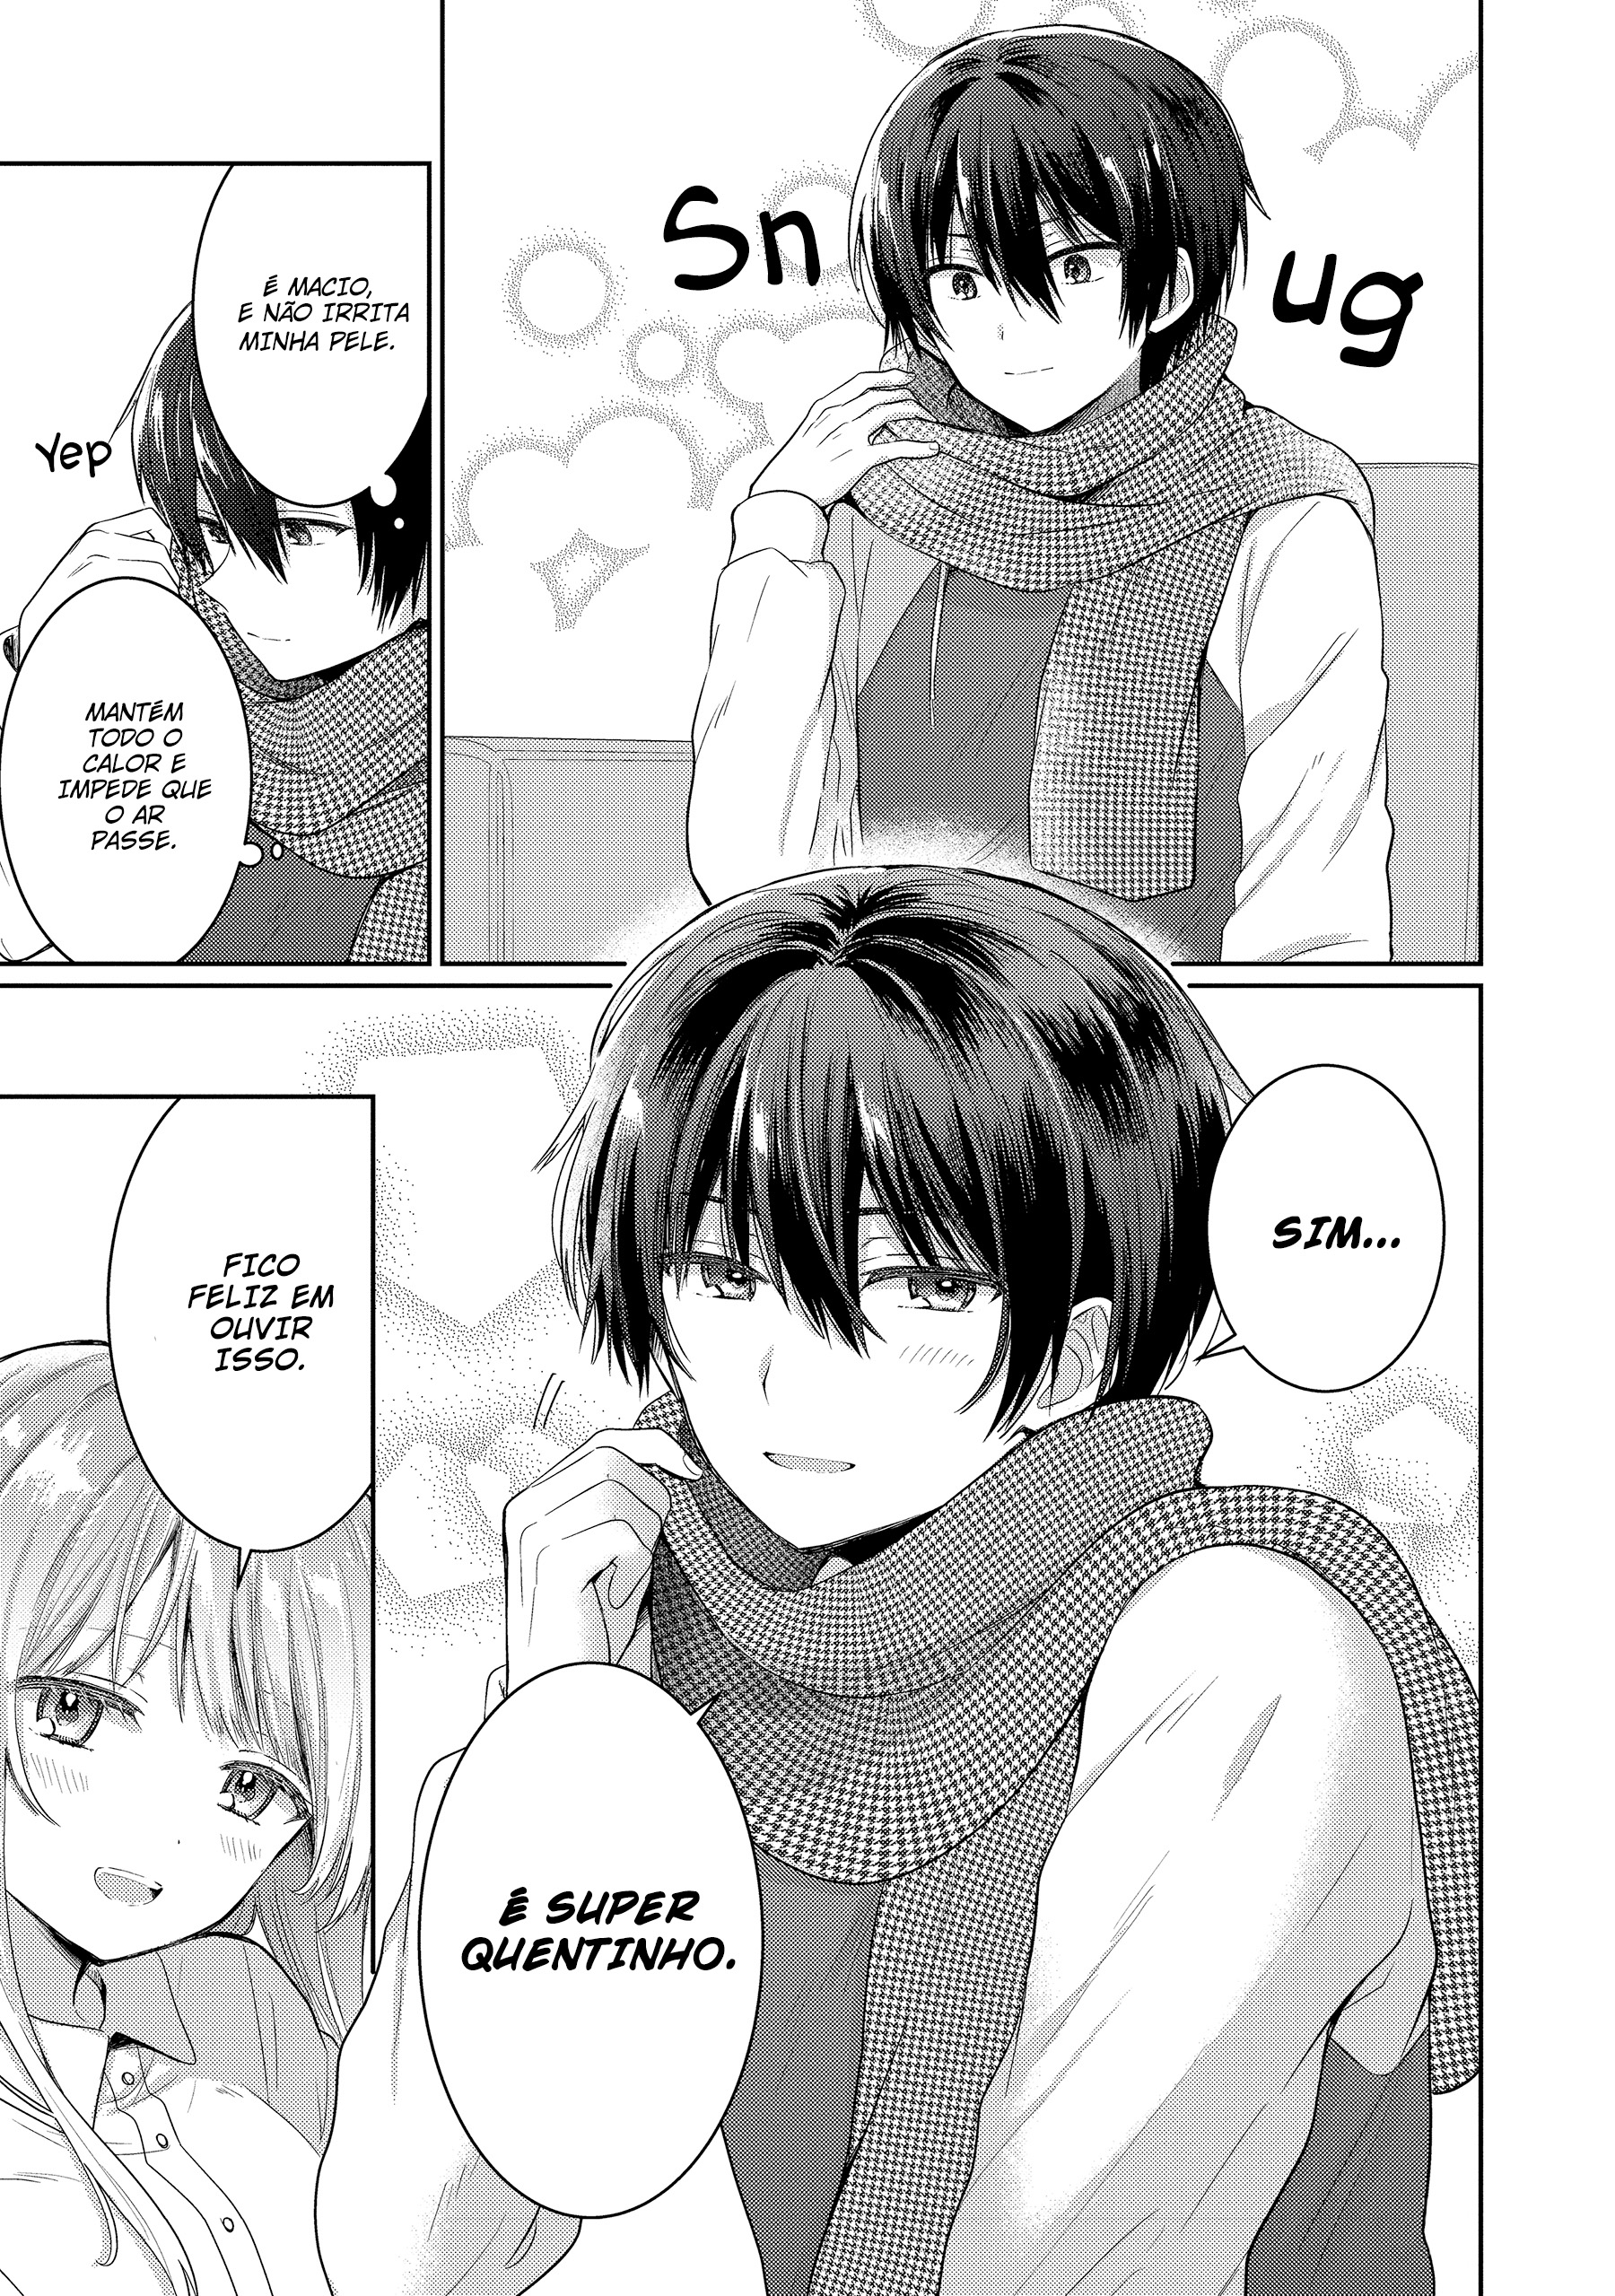 Sn ug
É MACIO,
E NÃO IRRITA
MINHA PELE.
Yep
MANTÉM
TODO O
CALOR E
IMPEDE QUE
O AR
PASSE.
SIM...
É SUPER
QUENTINHO.
FICO
FELIZ EM
OUVIR
ISSO.